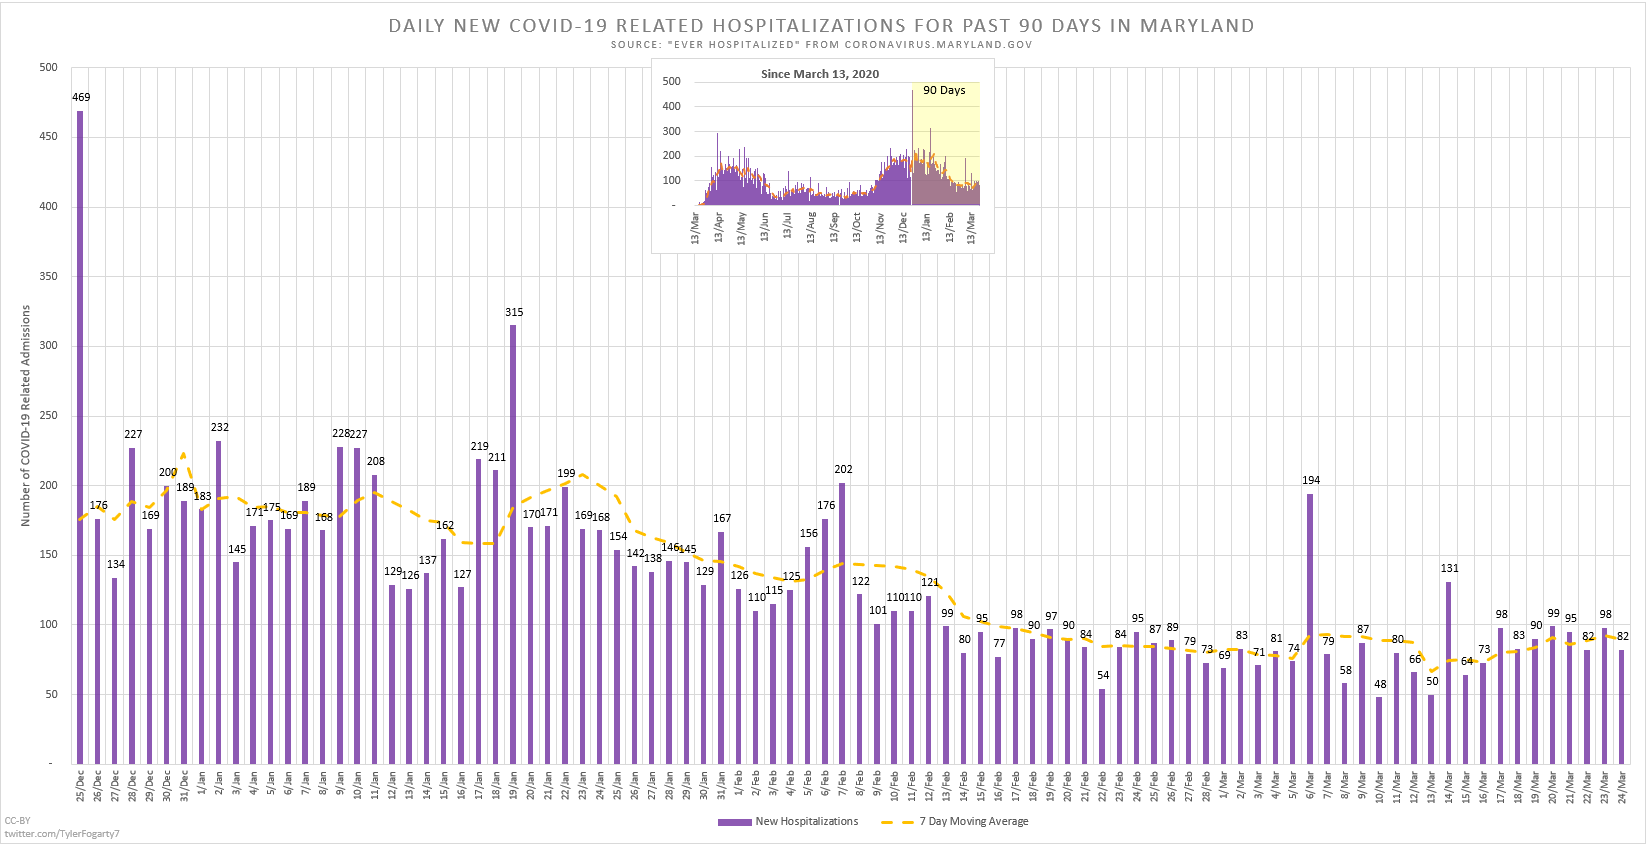 DAILY NEW COVID-19 RELATED HOSPITALIZATIONS FOR PAST 90 DAYS IN MARYLAND
SOURCE: "EVER HOSPITALIZED" FROM CORONAVIRUS.MARYLAND.GOV
Number of COVID-19 Related Admissions
500
450
400
350
300
250
200
150
100
50
-
Since March 13, 2020
90 Days
500
400
300
200
100
-
13/Mar 13/Apr 13/May 13/Jun 13/Jul 13/Aug 13/Sep 13/Oct 13/Nov 13/Dec 13/Jan 13/Feb 13/Mar
469 176 134 227 169 200 189 183 232 145 171 175 169 189 168 228 227 208 129 126 137 162 127 219 211 315 170 171 199 169 168 154 142 138 146 145 129 167 126 110 115 125 156 176 202 122 101 110 110 121 99 80 95 77 98 90 97 90 84 54 84 95 87 89 79 73 69 83 71 81 74 194 79 58 87 48 80 66 50 131 64 73 98 83 90 99 95 82 98 82
25/Dec 26/Dec 27/Dec 28/Dec 29/Dec 30/Dec 31/Dec 1/Jan 2/Jan 3/Jan 4/Jan 5/Jan 6/Jan 7/Jan 8/Jan 9/Jan 10/Jan 11/Jan 12/Jan 13/Jan 14/Jan 15/Jan 16/Jan 17/Jan 18/Jan 19/Jan 20/Jan 21/Jan 22/Jan 23/Jan 24/Jan 25/Jan 26/Jan 27/Jan 28/Jan 29/Jan 30/Jan 31/Jan 1/Feb 2/Feb 3/Feb 4/Feb 5/Feb 6/Feb 7/Feb 8/Feb 9/Feb 10/Feb 11/Feb 12/Feb 13/Feb 14/Feb 15/Feb 16/Feb 17/Feb 18/Feb 19/Feb 20/Feb 21/Feb 22/Feb 23/Feb 24/Feb 25/Feb 26/Feb 27/Feb 28/Feb 1/Mar 2/Mar 3/Mar 4/Mar 5/Mar 6/Mar 7/Mar 8/Mar 9/Mar 10/Mar 11/Mar 12/Mar 13/Mar 14/Mar 15/Mar 16/Mar 17/Mar 18/Mar 19/Mar 20/Mar 21/Mar 22/Mar 23/Mar 24/Mar
New Hospitalizations 7 Day Moving Average
CC-BY
twitter.com/TylerFogarty7